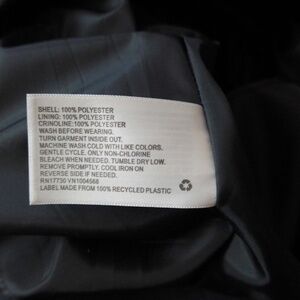 SHELL: 100% POLYESTER
LINING: 100% POLYESTER
CRINOLINE:100% POLYESTER
WASH BEFORE WEARING.
TURN GARMENT INSIDE OUT.
MACHINE WASH COLD WITH LIKE COLORS,
GENTLE CYCLE. ONLY NON-CHLORINE
BLEACH WHEN NEEDED. TUMBLE DRY LOW.
REMOVE PROMPTLY. COOL IRON ON
REVERSE SIDE IF NEEDED.
RN17730 VN1004568
LABEL MADE FROM 100% RECYCLED PLASTIC